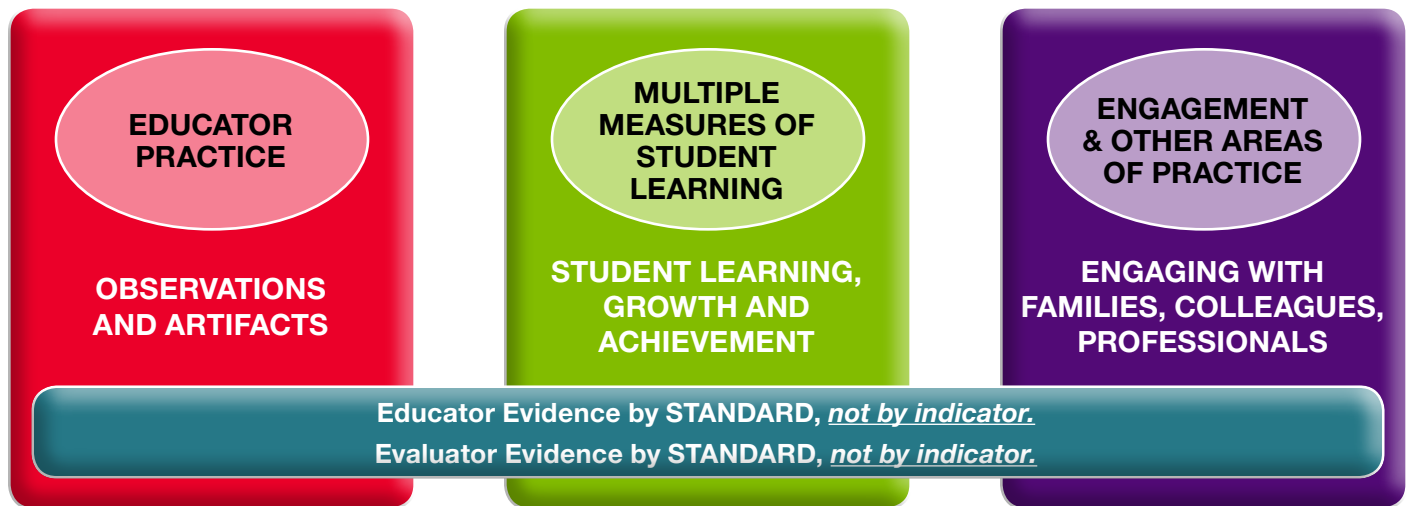 EDUCATOR
PRACTICE
OBSERVATIONS
AND ARTIFACTS
MULTIPLE
MEASURES OF
STUDENT
LEARNING
STUDENT LEARNING,
GROWTH AND
ACHIEVEMENT
ENGAGEMENT
& OTHER AREAS
OF PRACTICE
ENGAGING WITH
FAMILIES, COLLEAGUES,
PROFESSIONALS
Educator Evidence by STANDARD, not by indicator.
Evaluator Evidence by STANDARD, not by indicator.